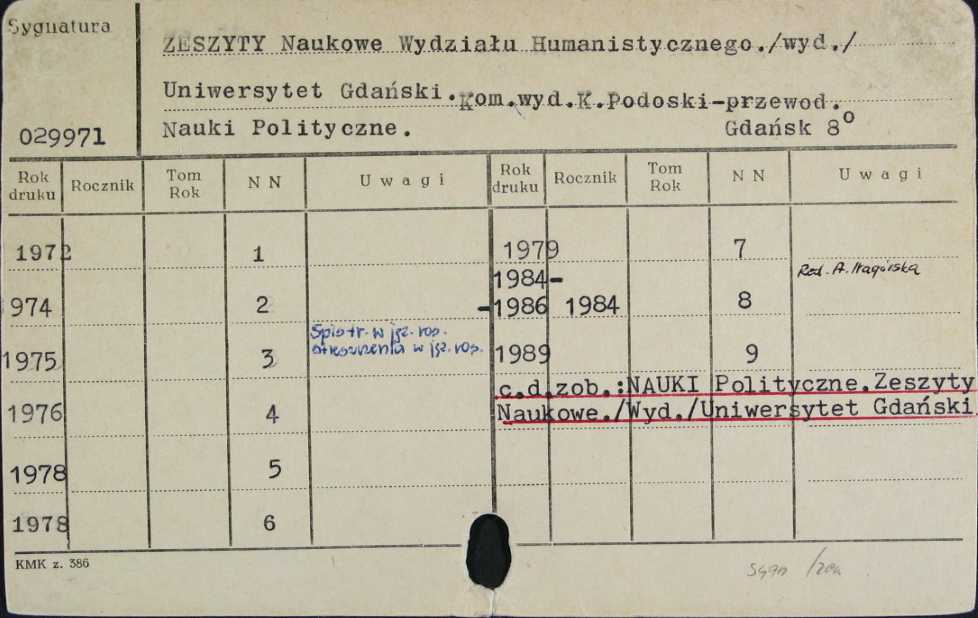 Sygnatura
ZESZYTY Naukowe Wydziału Humanistycznego./wyd./
Uniwersytet Gdański.Kom.wyd.K.Podoski-przewod.
029971 Nauki Polityczne. Gdańsk 8°
Rok druku Rocznik Tom Rok N N Uwagi Rok druku Rocznik Tom Rok N N Uwagi
1972 1 1979 7
1984- Red. A.
974 2 -1986 1984 8
Spis tr. w jęz. ros.
1975 3 streszczenia w jęz. ros. 1989 9
c.d.zob.:NAUKI Polityczne.Zeszyty
1976 4 Naukowe./Wyd./Uniwersytet Gdański
1978 5
1978 6
KMK z. 386